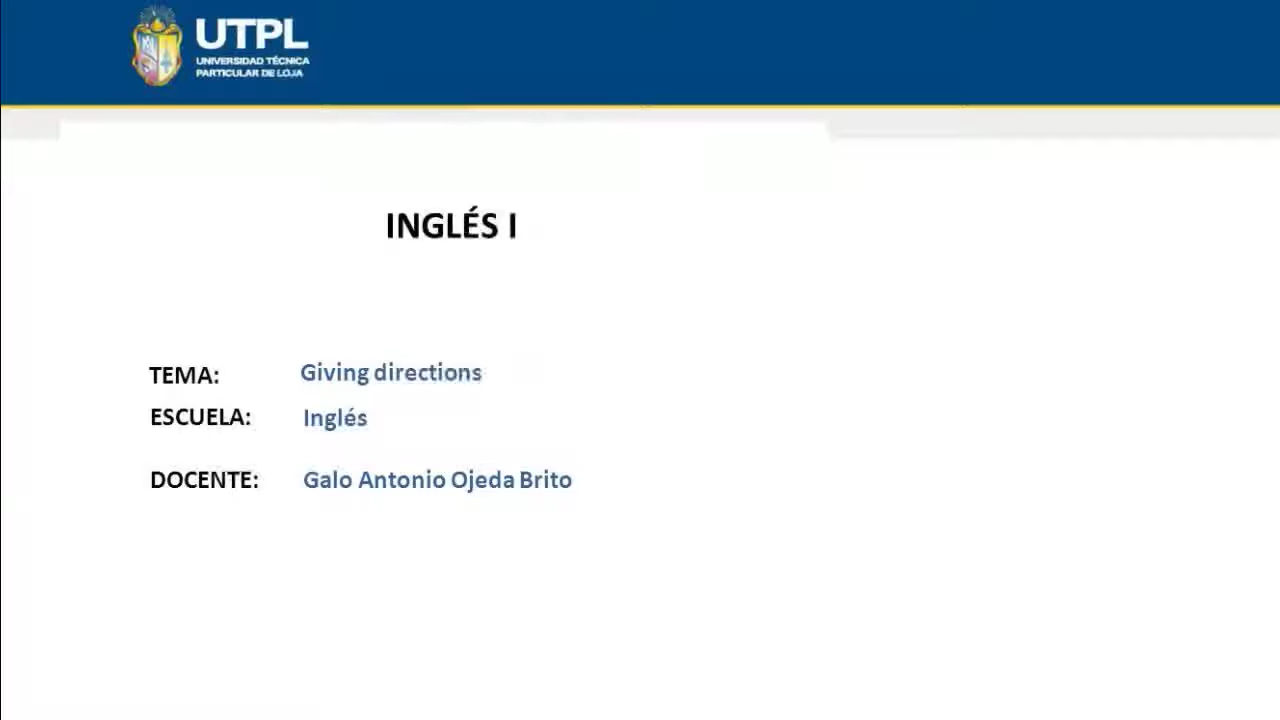 UTPL
UNIVERSIDAD TÉCNICA
PARTICULAR DE LOJA
INGLÉS I
TEMA: Giving directions
ESCUELA: Inglés
DOCENTE: Galo Antonio Ojeda Brito